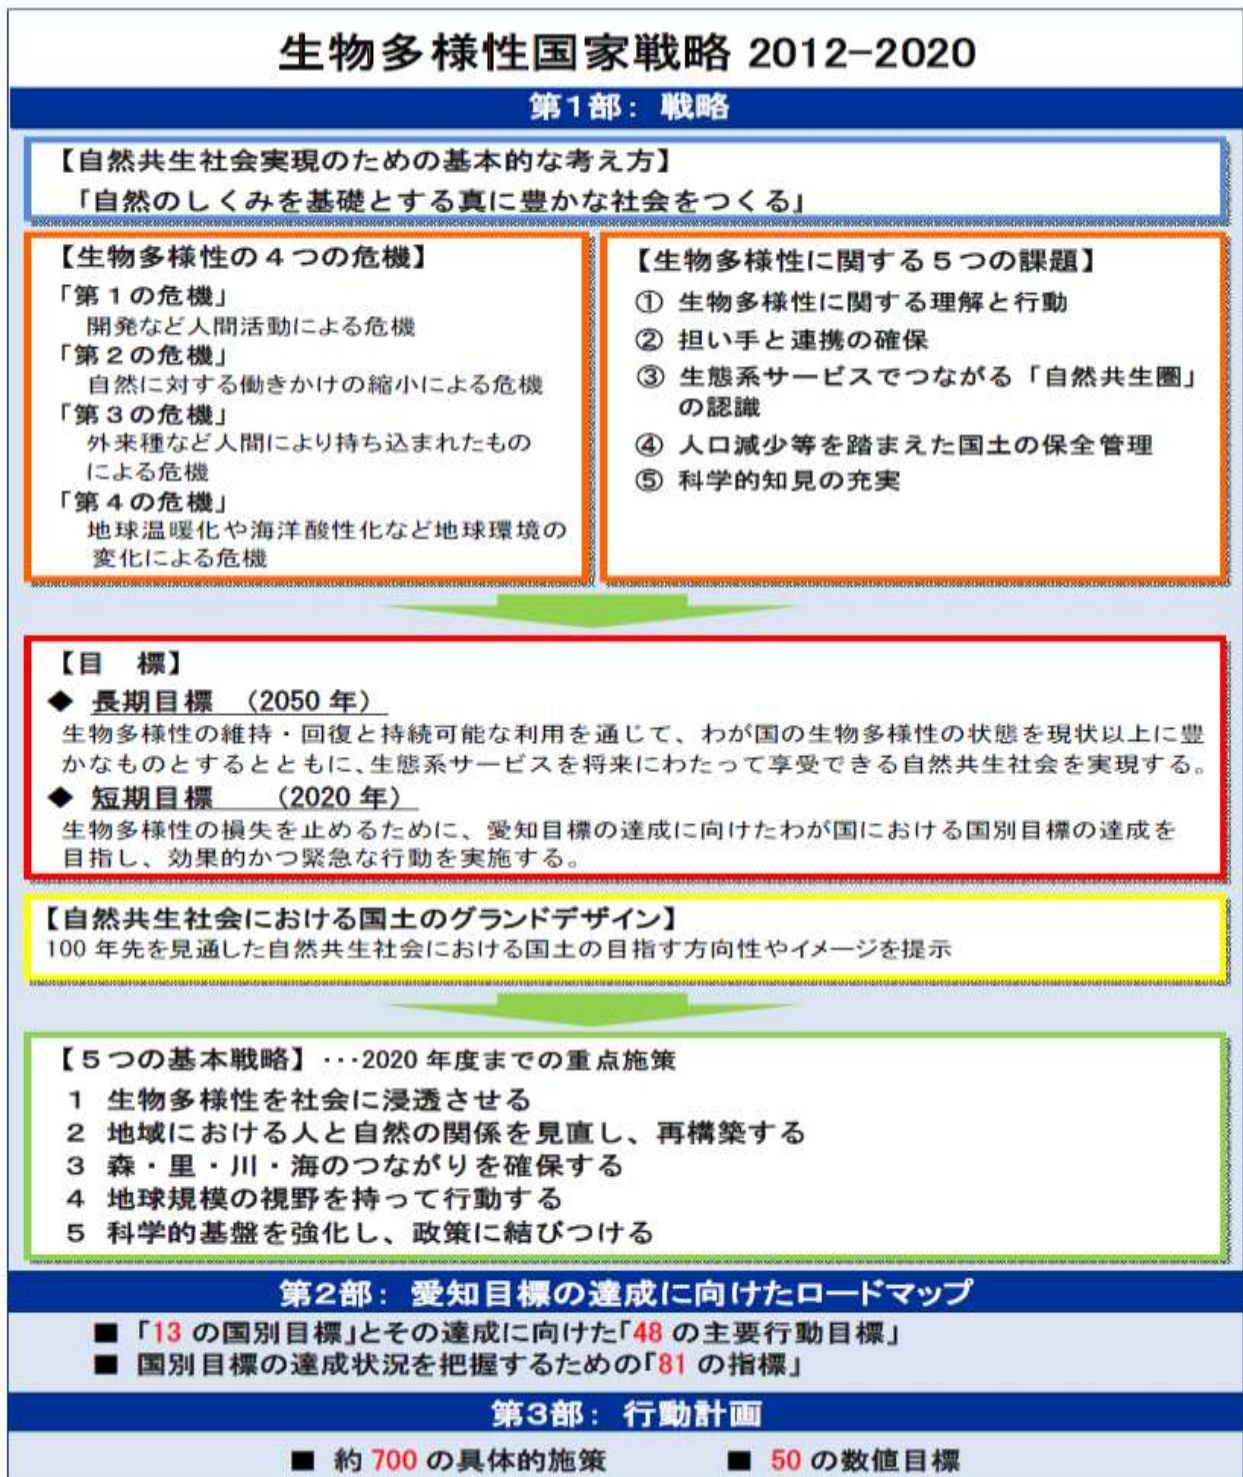 生物多様性国家戦略 2012-2020
第1部: 戦略
【自然共生社会実現のための基本的な考え方】
「自然のしくみを基礎とする真に豊かな社会をつくる」
【生物多様性の4つの危機】
「第1の危機」
開発など人間活動による危機
「第2の危機」
自然に対する働きかけの縮小による危機
「第3の危機」
外来種など人間により持ち込まれたもの
による危機
「第4の危機」
地球温暖化や海洋酸性化など地球環境の
変化による危機
【生物多様性に関する5つの課題】
① 生物多様性に関する理解と行動
② 担い手と連携の確保
③ 生態系サービスでつながる「自然共生圏」
の認識
④ 人口減少等を踏まえた国土の保全管理
⑤ 科学的知見の充実
【目 標】
◆ 長期目標 (2050 年)
生物多様性の維持・回復と持続可能な利用を通じて、わが国の生物多様性の状態を現状以上に豊
かなものとするとともに、生態系サービスを将来にわたって享受できる自然共生社会を実現する。
◆ 短期目標 (2020 年)
生物多様性の損失を止めるために、愛知目標の達成に向けたわが国における国別目標の達成を
目指し、効果的かつ緊急な行動を実施する。
【自然共生社会における国土のグランドデザイン】
100 年先を見通した自然共生社会における国土の目指す方向性やイメージを提示
【5つの基本戦略】・・・2020 年度までの重点施策
1 生物多様性を社会に浸透させる
2 地域における人と自然の関係を見直し、再構築する
3 森・里・川・海のつながりを確保する
4 地球規模の視野を持って行動する
5 科学的基盤を強化し、政策に結びつける
第2部: 愛知目標の達成に向けたロードマップ
■ 「13 の国別目標」とその達成に向けた「48 の主要行動目標」
■ 国別目標の達成状況を把握するための「81 の指標」
第3部: 行動計画
■ 約 700 の具体的施策 ■ 50 の数値目標